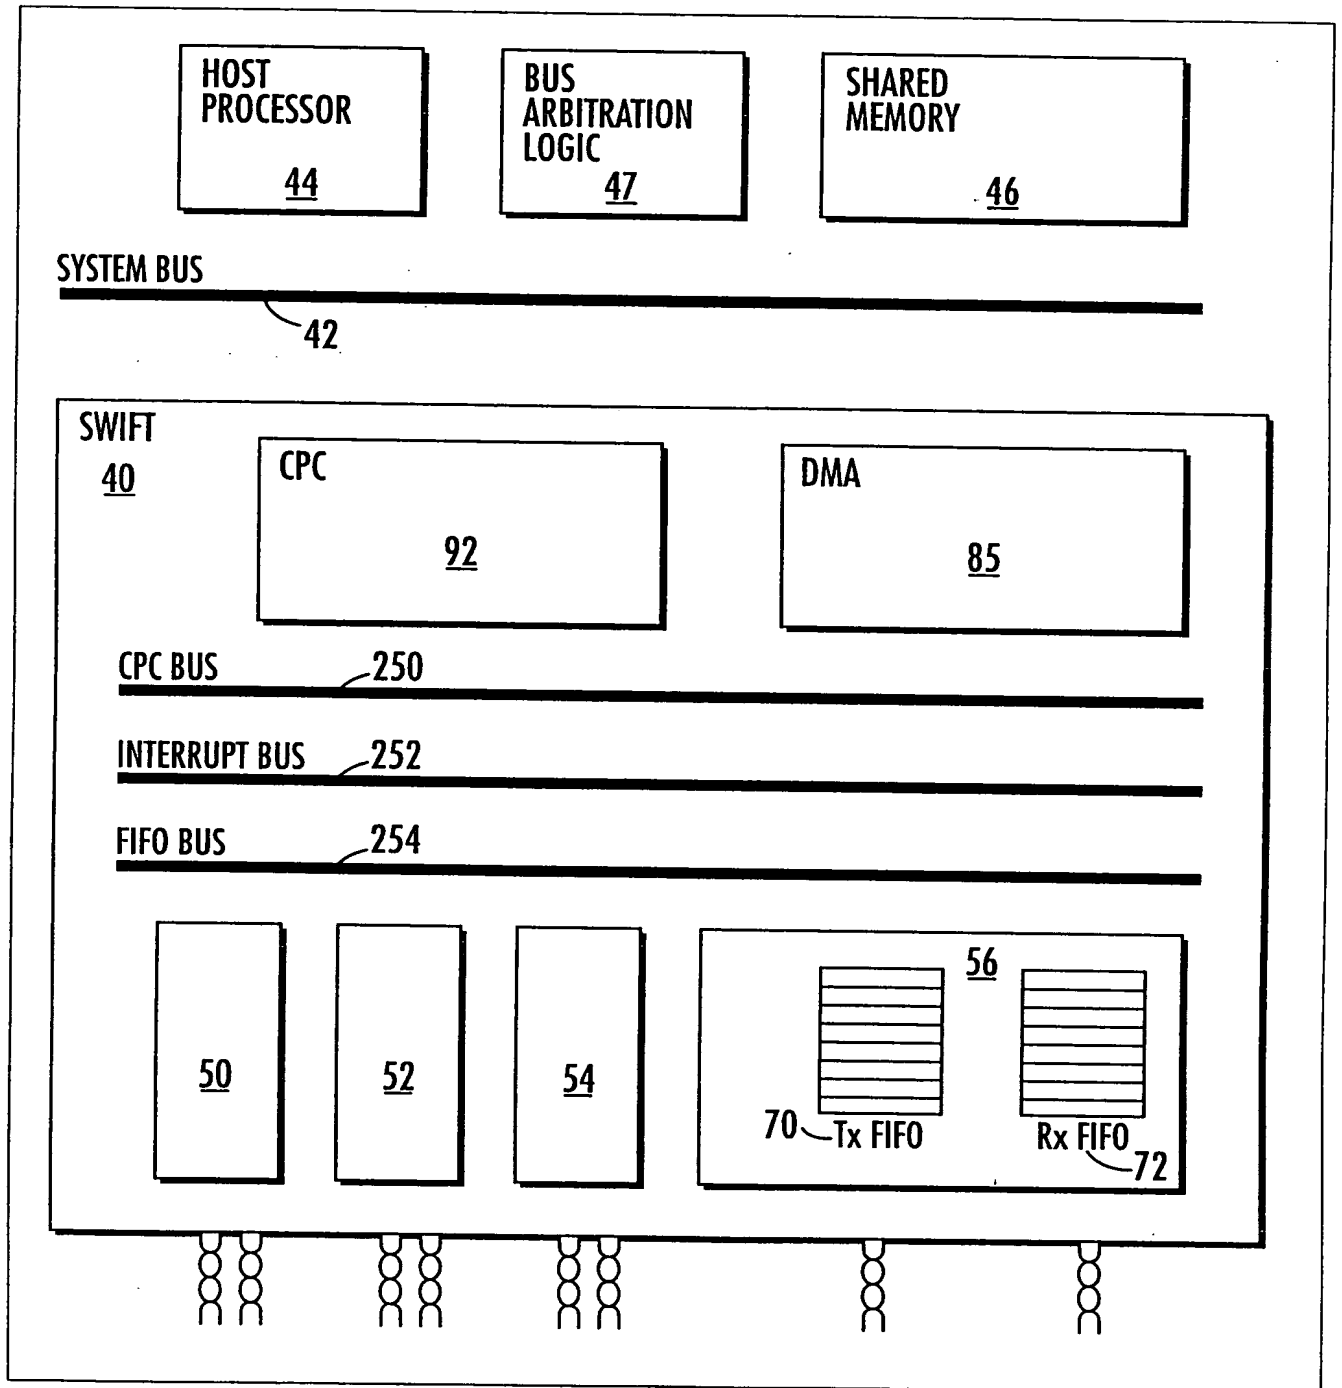 HOST
PROCESSOR
44
BUS
ARBITRATION
LOGIC
47
SHARED
MEMORY
46
SYSTEM BUS
42
SWIFT
40
CPC
92
DMA
85
CPC BUS
250
INTERRUPT BUS
252
FIFO BUS
254
50
52
54
56
70
Tx FIFO
Rx FIFO
72